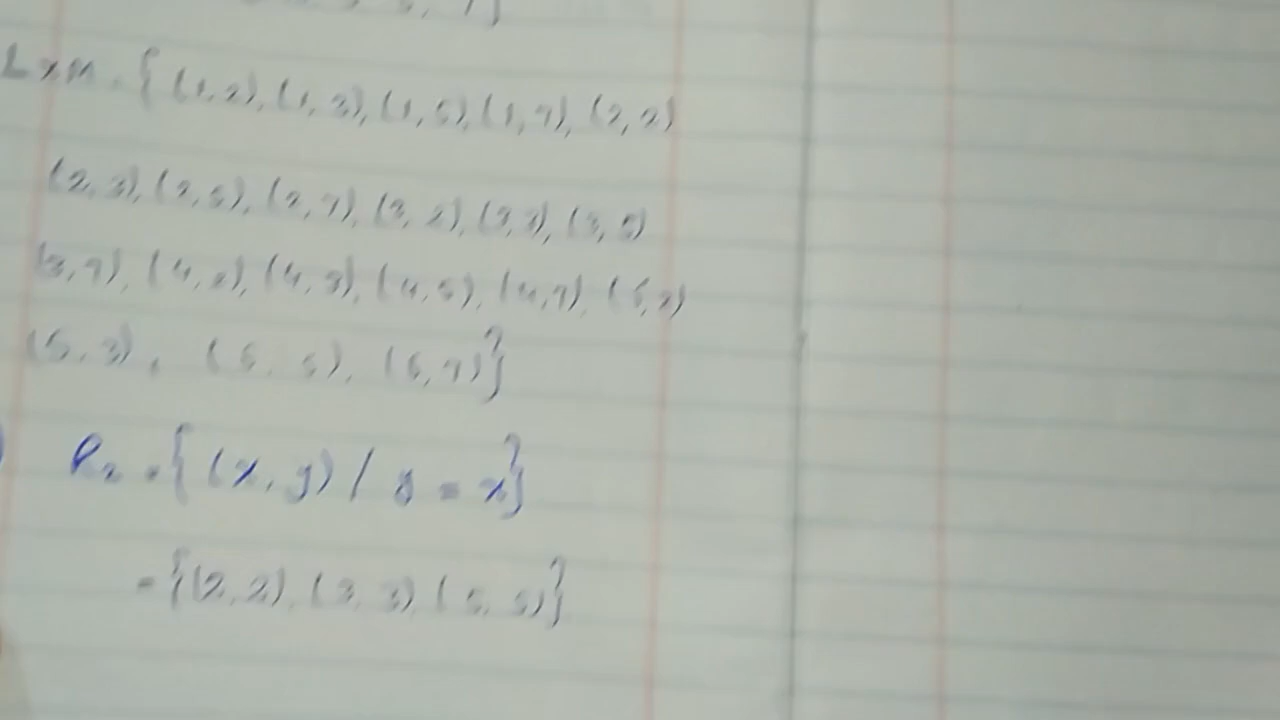 L × M = { (1, 2), (1, 3), (1, 5), (1, 7), (2, 2)
(2, 3), (2, 5), (2, 7), (3, 2), (3, 3), (3, 5)
(3, 7), (4, 2), (4, 3), (4, 5), (4, 7), (5, 2)
(5, 3), (5, 5), (5, 7)}
R₂ = { (x, y) / y = x}
= {(2, 2), (3, 3) (5, 5)}